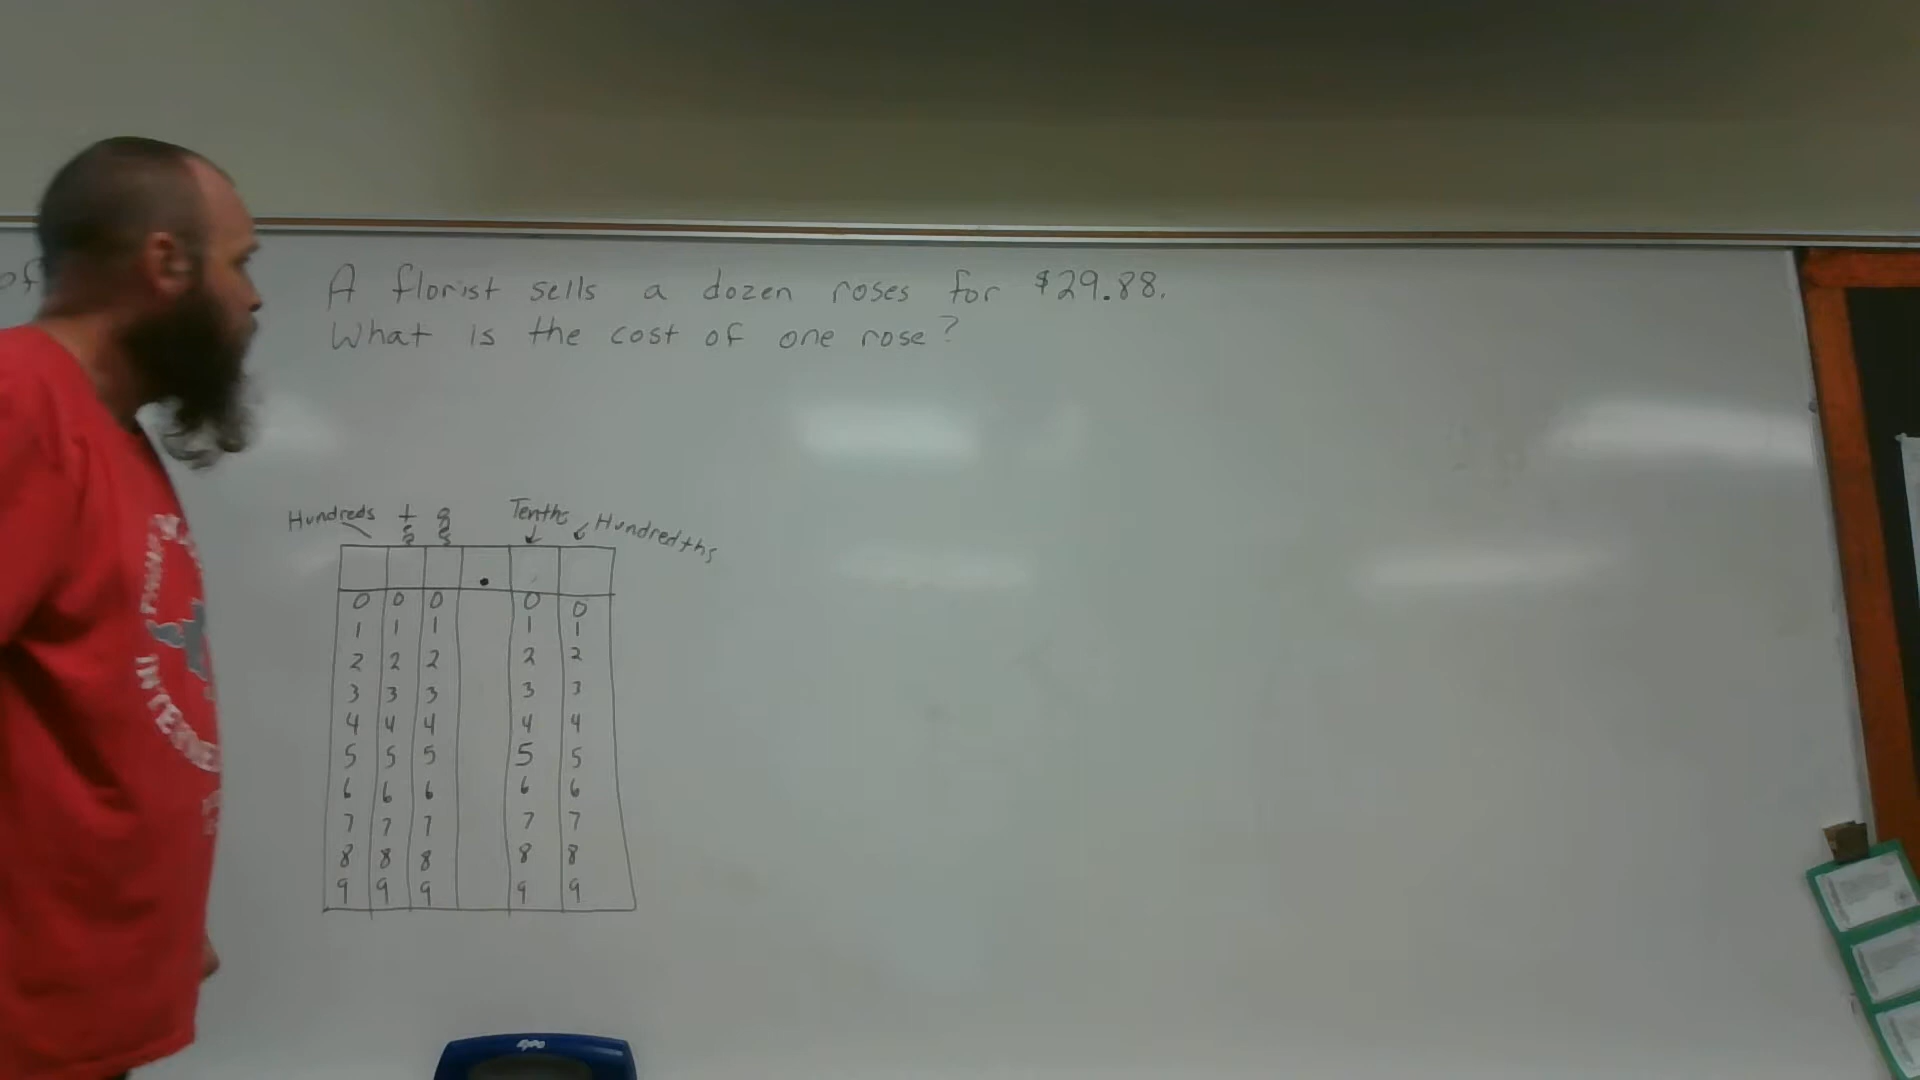 of
A florist sells a dozen roses for $29.88.
What is the cost of one rose?
Hundreds Tenths Hundredths
.
0 0 0 0 0
1 1 1 1 1
2 2 2 2 2
3 3 3 3 3
4 4 4 4 4
5 5 5 5 5
6 6 6 6 6
7 7 7 7 7
8 8 8 8 8
9 9 9 9 9
expo